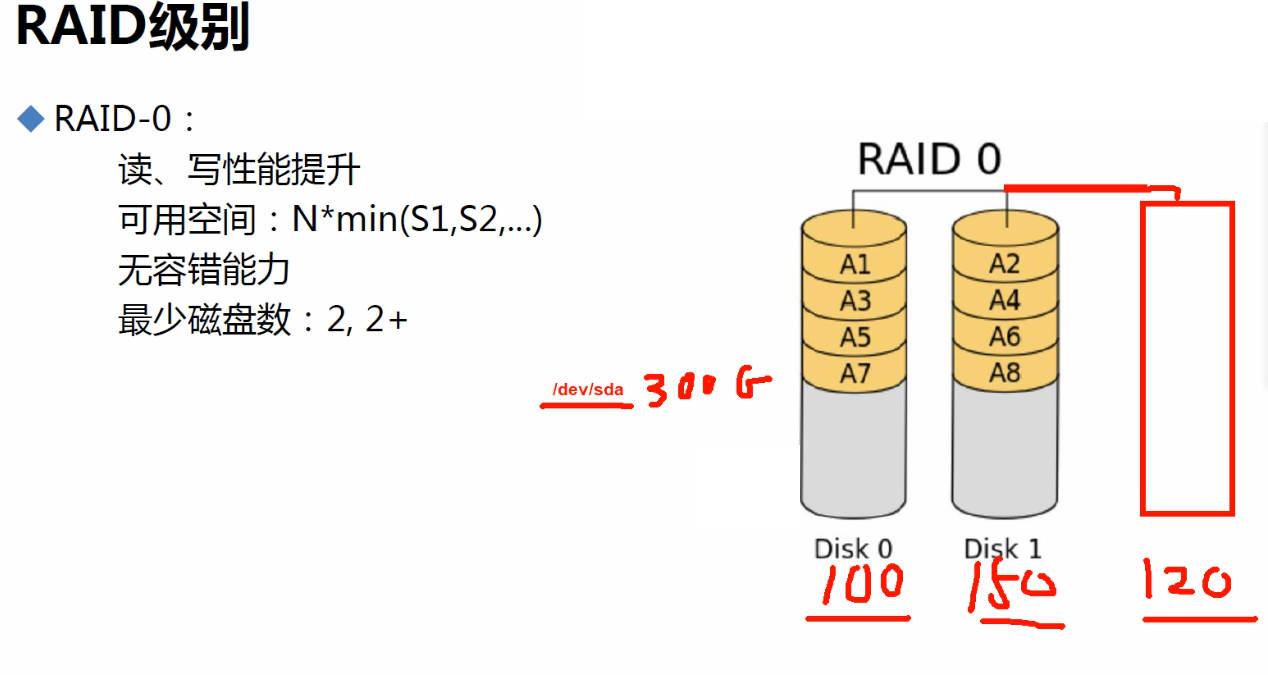 RAID级别
RAID-0：
读、写性能提升
可用空间：N*min(S1,S2,...)
无容错能力
最少磁盘数：2, 2+
RAID 0
A1
A2
A3
A4
A5
A6
A7
A8
/dev/sda 300 G
Disk 0
Disk 1
100
150
120